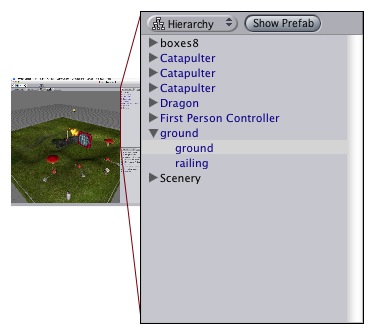 Hierarchy Show Prefab
boxes8
Catapulter
Catapulter
Catapulter
Dragon
First Person Controller
ground
ground
railing
Scenery